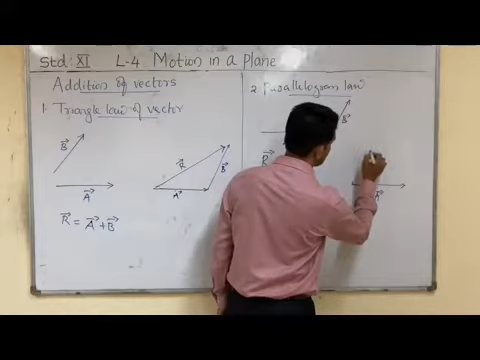 Std: XI L-4 Motion in a plane
Addition of vectors
1. Triangle law of vector
B⃗
A⃗
R⃗
B⃗
A⃗
R⃗ = A⃗ + B⃗
2. Parallelogram law
B⃗
R⃗
A⃗